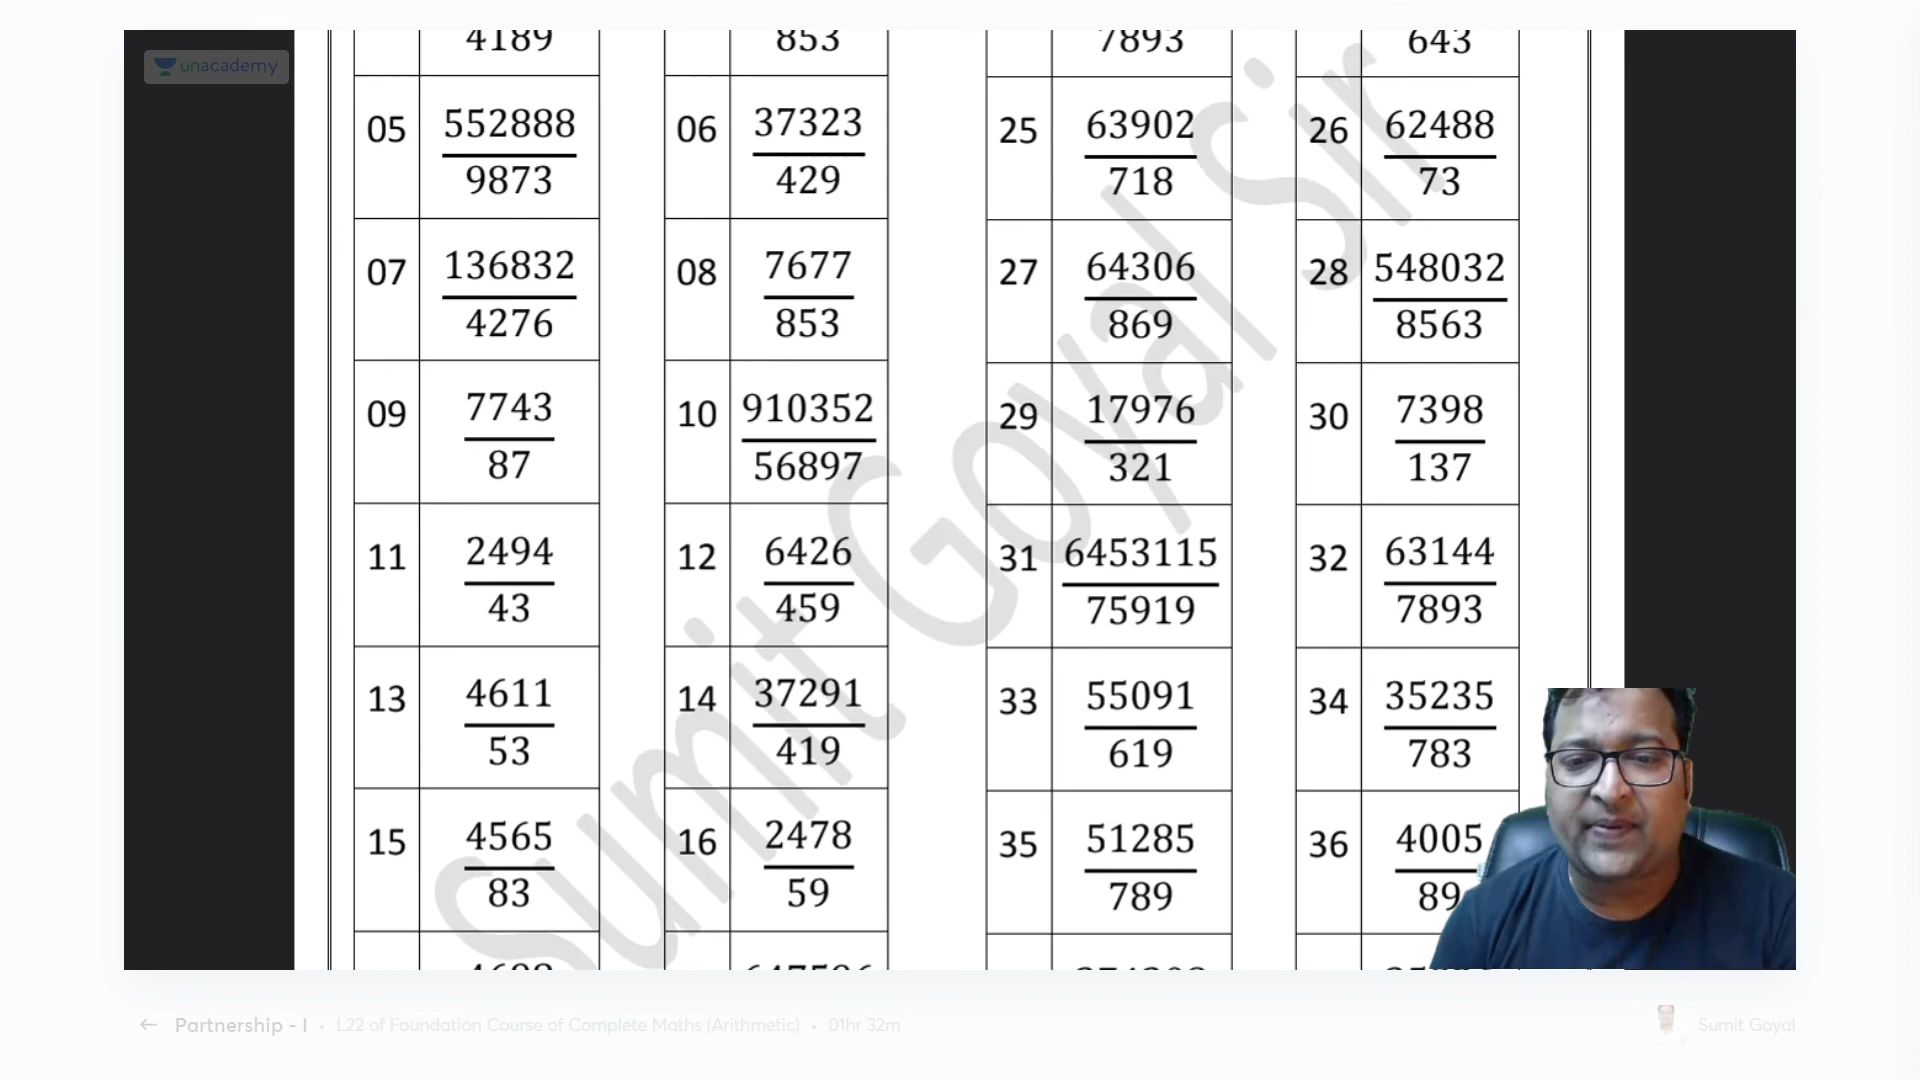 unacademy
4189 853 7893 643
05 552888 06 37323 25 63902 26 62488
9873 429 718 73
07 136832 08 7677 27 64306 28 548032
4276 853 869 8563
09 7743 10 910352 29 17976 30 7398
87 56897 321 137
11 2494 12 6426 31 6453115 32 63144
43 459 75919 7893
13 4611 14 37291 33 55091 34 35235
53 419 619 783
15 4565 16 2478 35 51285 36 4005
83 59 789 89
Sumit Goyal Sir
← Partnership - I • L22 of Foundation Course of Complete Maths (Arithmetic) • 01hr 32m
Sumit Goyal